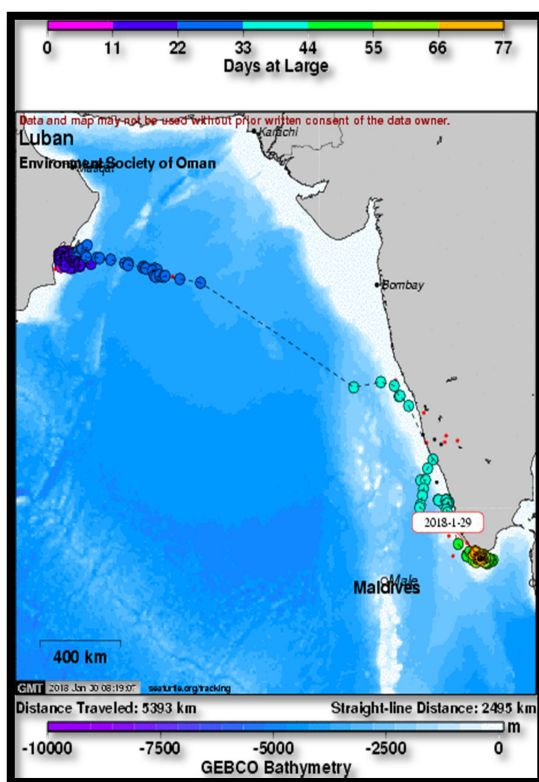 0 11 22 33 44 55 66 77
Days at Large
Data and map may not be used without prior written consent of the data owner.
Karachi
Luban
Environment Society of Oman
Muscat
Bombay
2018-1-29
Male
Maldives
400 km
GMT 2018 Jan 30 08:19:07 seaturtle.org/tracking
Distance Traveled: 5393 km Straight-line Distance: 2495 km
m
-10000 -7500 -5000 -2500 0
GEBCO Bathymetry